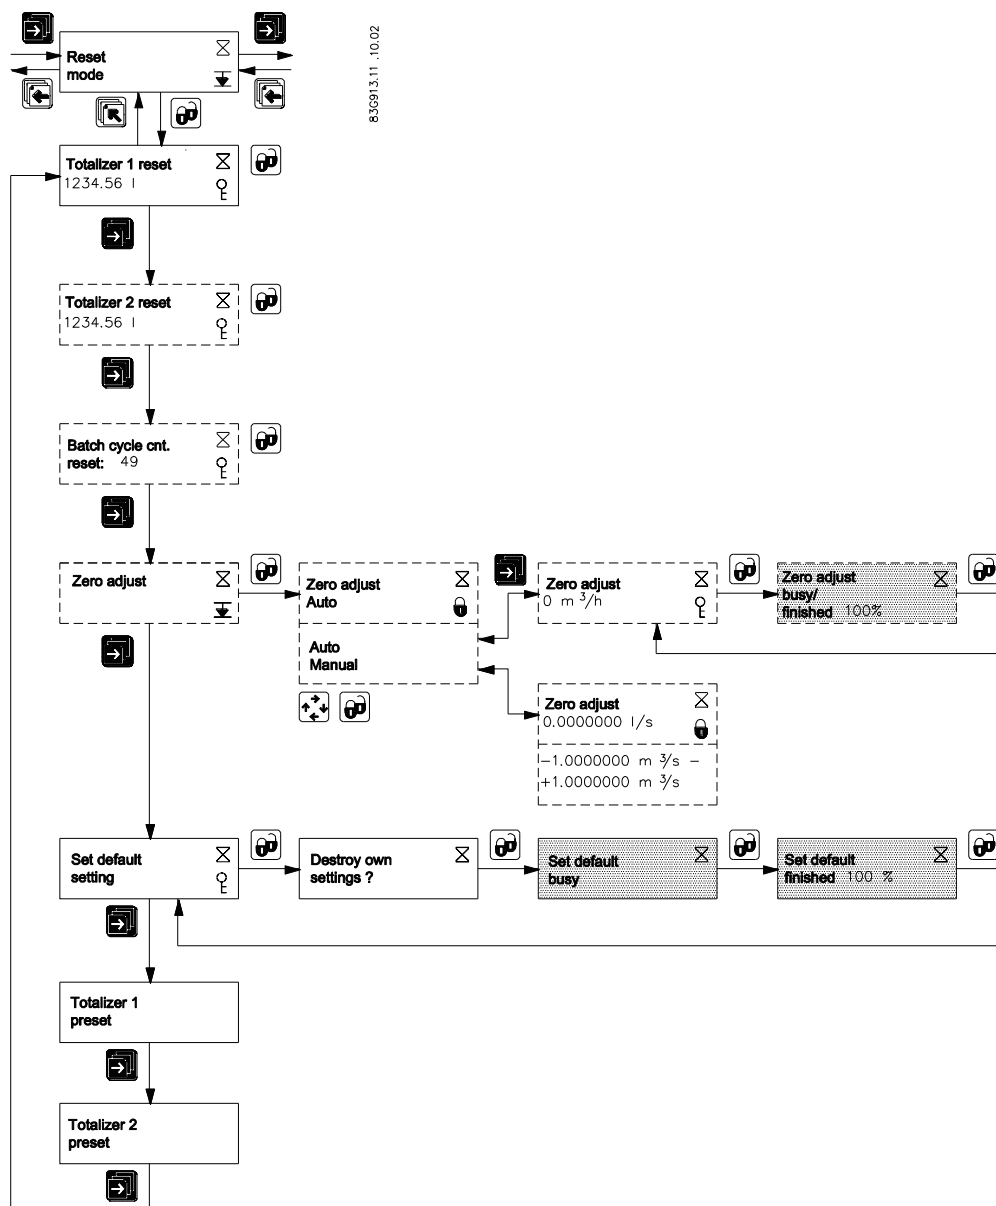 Reset
mode
83G913.11 .10.02
Totalizer 1 reset
1234.56 l
Totalizer 2 reset
1234.56 l
Batch cycle cnt.
reset: 49
Zero adjust
Zero adjust
Auto
Auto
Manual
Zero adjust
0 m ³/h
Zero adjust
busy/
finished 100%
Zero adjust
0.0000000 l/s
-1.0000000 m ³/s -
+1.0000000 m ³/s
Set default
setting
Destroy own
settings ?
Set default
busy
Set default
finished 100 %
Totalizer 1
preset
Totalizer 2
preset